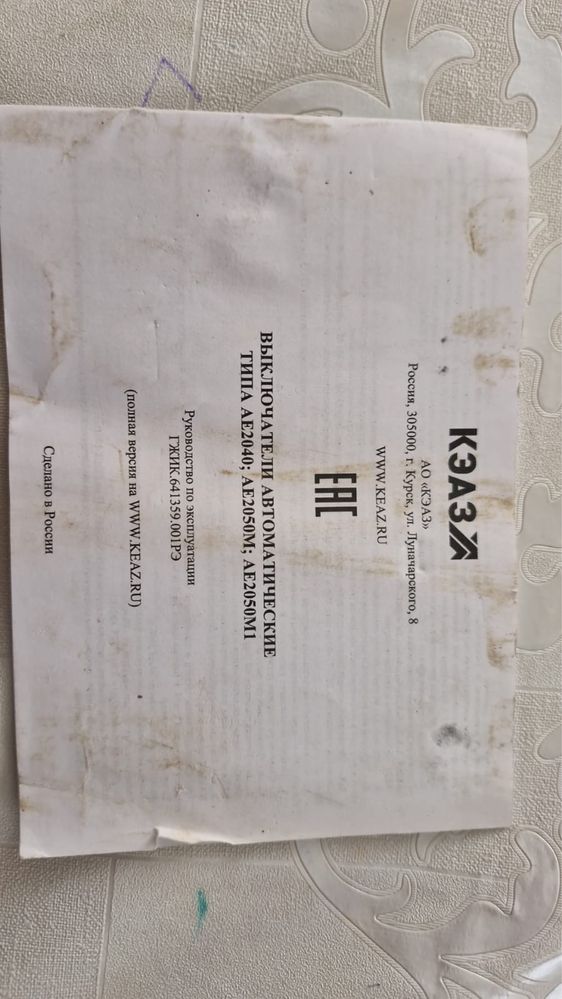 КЭАЗ
АО «КЭАЗ»
Россия, 305000, г. Курск, ул. Луначарского, 8
WWW.KEAZ.RU
ЕАС
ВЫКЛЮЧАТЕЛИ АВТОМАТИЧЕСКИЕ
ТИПА АЕ2040; АЕ2050М; АЕ2050М1
Руководство по эксплуатации
ГЖИК.641359.001РЭ
(полная версия на WWW.KEAZ.RU)
Сделано в России